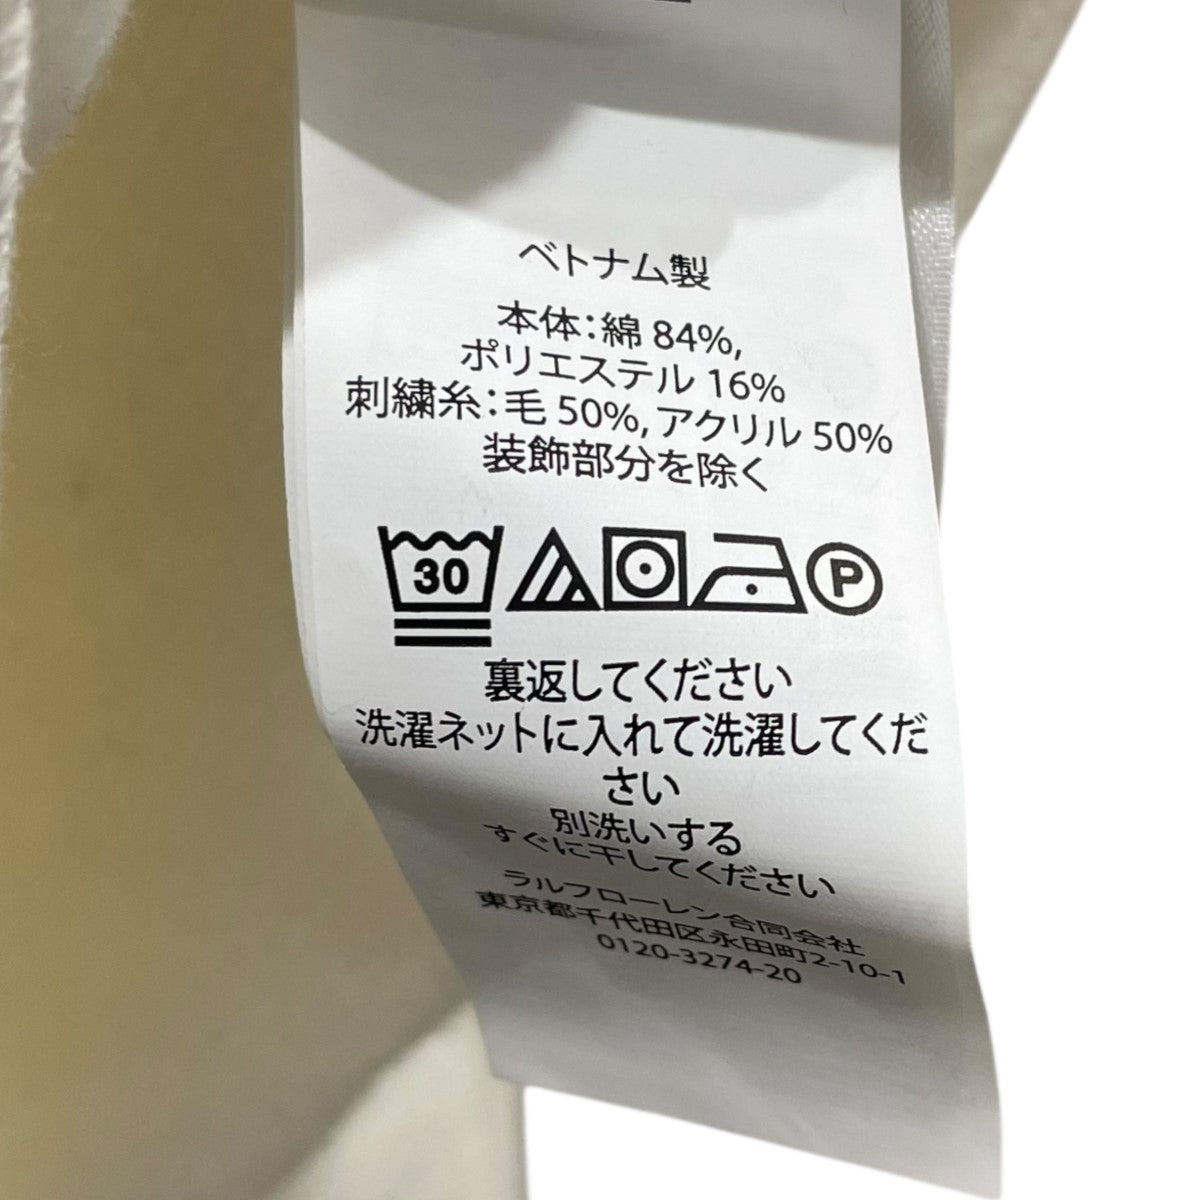 ベトナム製
本体：綿 84%,
ポリエステル 16%
刺繍糸：毛 50%, アクリル 50%
装飾部分を除く
30 P
裏返してください
洗濯ネットに入れて洗濯してくだ
さい
別洗いする
すぐに干してください
ラルフローレン合同会社
東京都千代田区永田町2-10-1
0120-3274-20